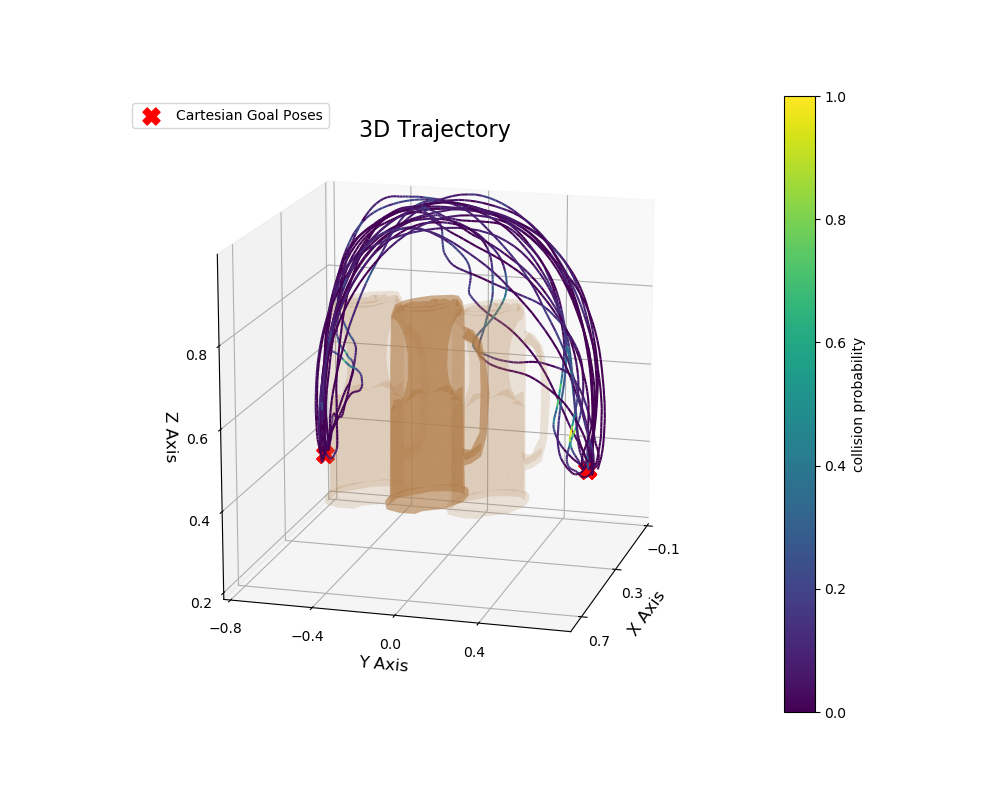 Cartesian Goal Poses
3D Trajectory
1.0
0.8
0.6
0.4
0.2
0.0
collision probability
0.8
0.6
0.4
0.2
Z Axis
−0.8
−0.4
0.0
0.4
Y Axis
−0.1
0.3
0.7
X Axis